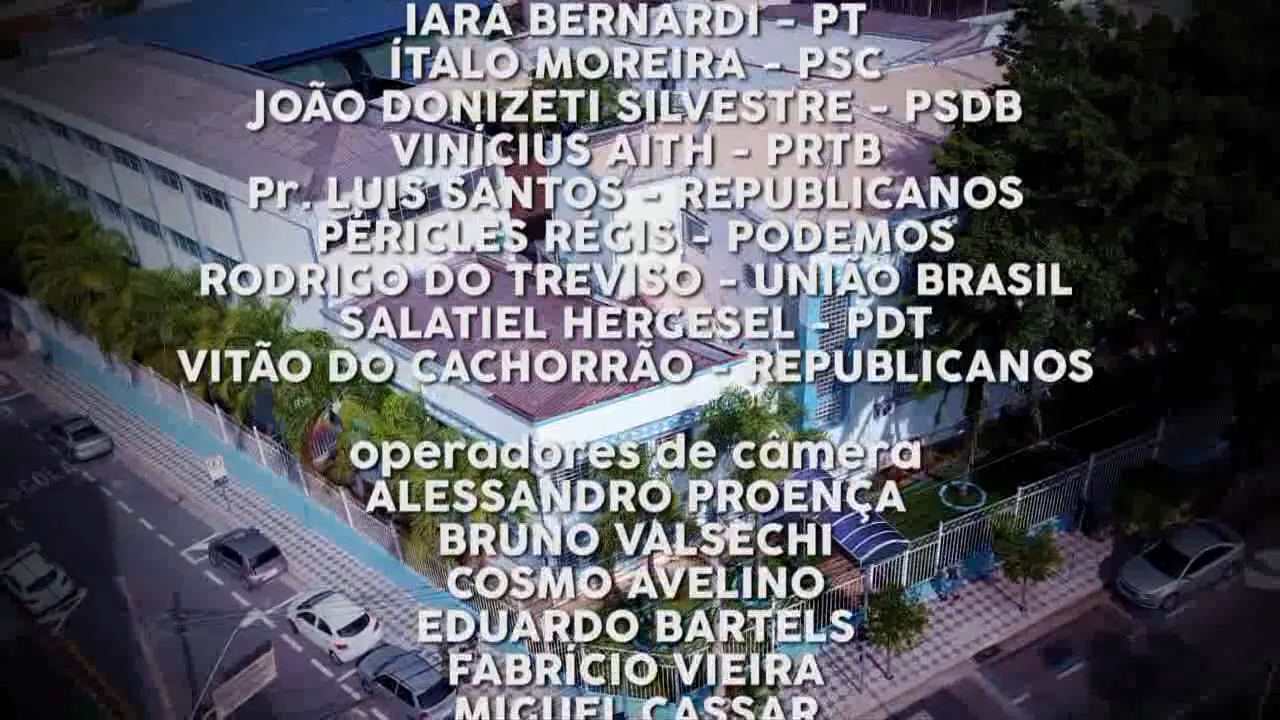 IARA BERNARDI - PT
ÍTALO MOREIRA - PSC
JOÃO DONIZETI SILVESTRE - PSDB
VINÍCIUS AITH - PRTB
Pr. LUIS SANTOS - REPUBLICANOS
PÉRICLES RÉGIS - PODEMOS
RODRIGO DO TREVISO - UNIÃO BRASIL
SALATIEL HERGESEL - PDT
VITÃO DO CACHORRÃO - REPUBLICANOS
operadores de câmera
ALESSANDRO PROENÇA
BRUNO VALSECHI
COSMO AVELINO
EDUARDO BARTELS
FABRÍCIO VIEIRA
MIGUEL CASSAR